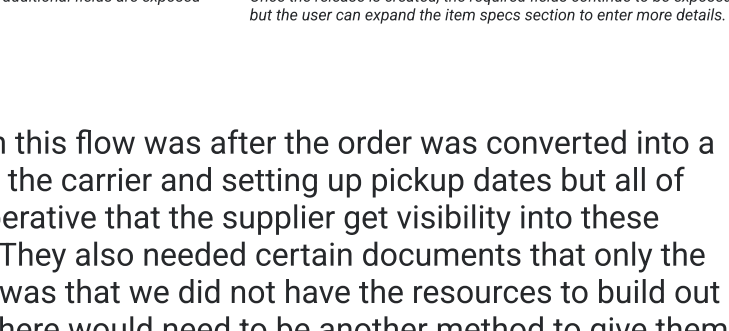 additional fields are exposed
Once the release is created, the required fields continue to be exposed
but the user can expand the item specs section to enter more details.
this flow was after the order was converted into a
the carrier and setting up pickup dates but all of
that the supplier get visibility into these
They also needed certain documents that only the
was that we did not have the resources to build out
here would need to be another method to give them